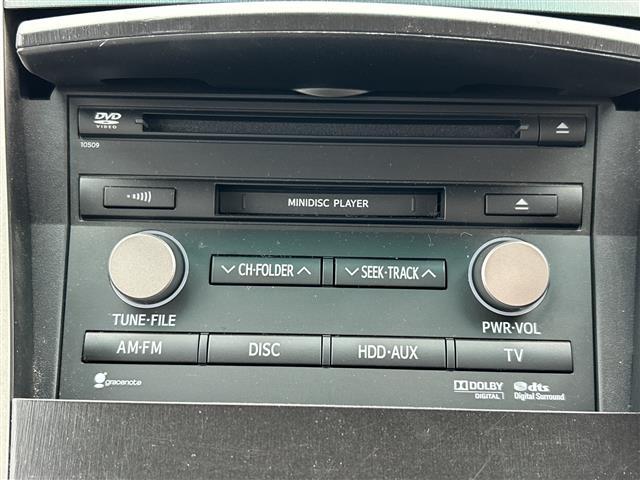 DVD
VIDEO
10509
MINIDISC PLAYER
CH·FOLDER
SEEK·TRACK
TUNE·FILE
PWR·VOL
AM·FM
DISC
HDD·AUX
TV
gracenote
DOLBY
DIGITAL
dts
Digital Surround